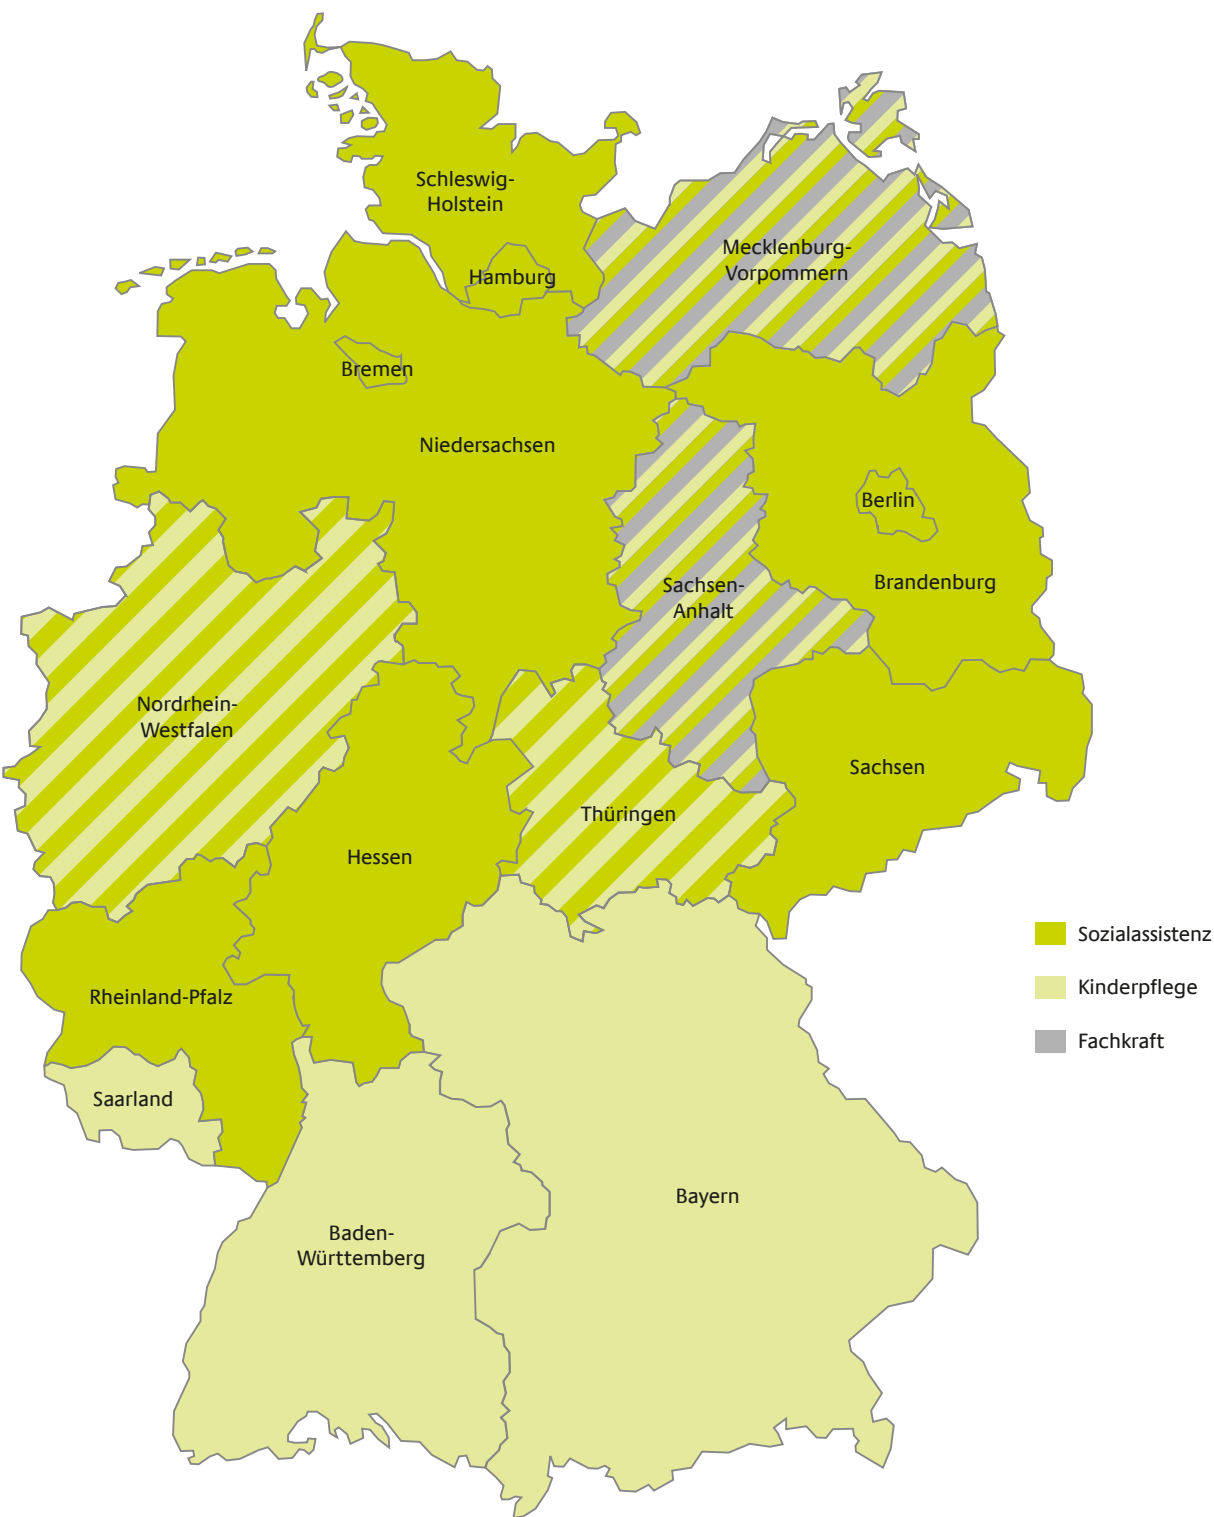 Schleswig-
Holstein
Hamburg
Mecklenburg-
Vorpommern
Bremen
Niedersachsen
Berlin
Brandenburg
Sachsen-
Anhalt
Nordrhein-
Westfalen
Sachsen
Thüringen
Hessen
Rheinland-Pfalz
Saarland
Bayern
Baden-
Württemberg
Sozialassistenz
Kinderpflege
Fachkraft